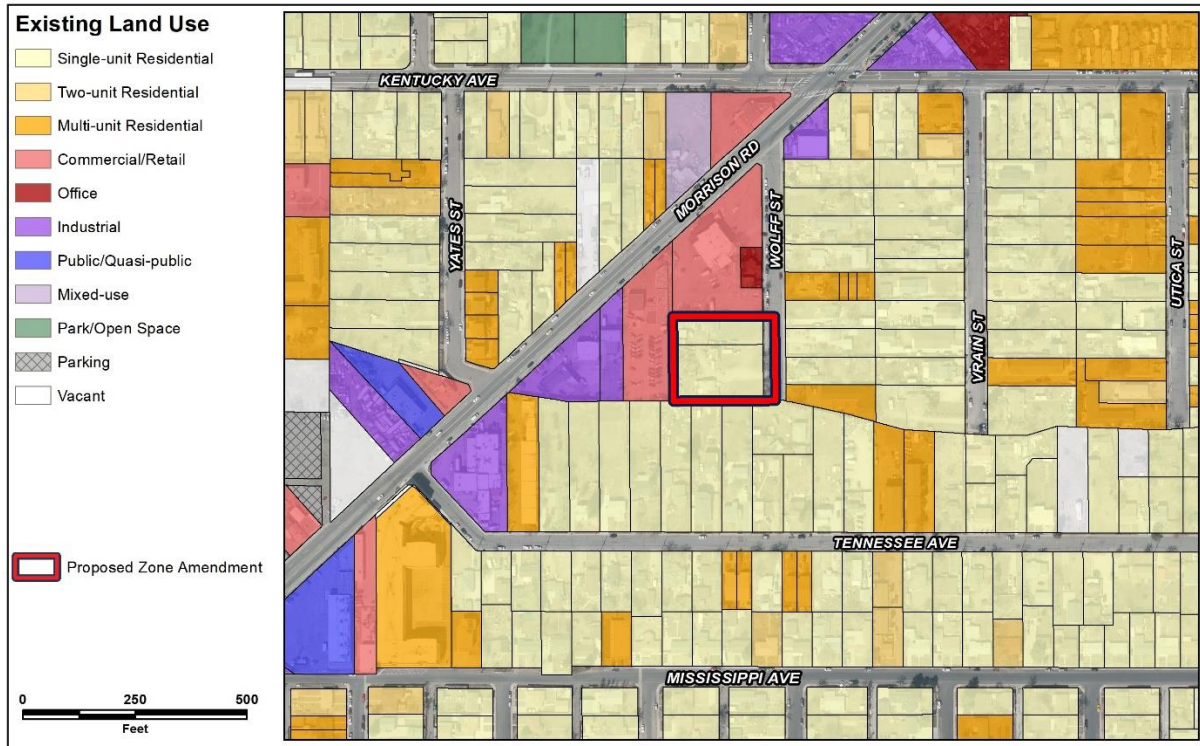 Existing Land Use
Single-unit Residential
Two-unit Residential
Multi-unit Residential
Commercial/Retail
Office
Industrial
Public/Quasi-public
Mixed-use
Park/Open Space
Parking
Vacant
Proposed Zone Amendment
0 250 500
Feet
KENTUCKY AVE
MORRISON RD
WOLFF ST
YATES ST
UTICA ST
VRAIN ST
TENNESSEE AVE
MISSISSIPPI AVE